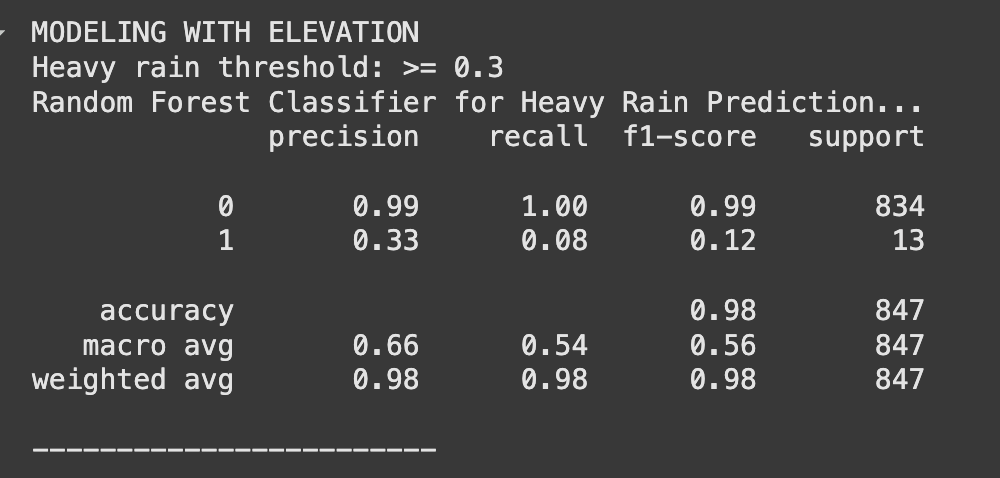 MODELING WITH ELEVATION
Heavy rain threshold: >= 0.3
Random Forest Classifier for Heavy Rain Prediction...
              precision    recall  f1-score   support

           0       0.99      1.00      0.99       834
           1       0.33      0.08      0.12        13

    accuracy                           0.98       847
   macro avg       0.66      0.54      0.56       847
weighted avg       0.98      0.98      0.98       847

------------------------